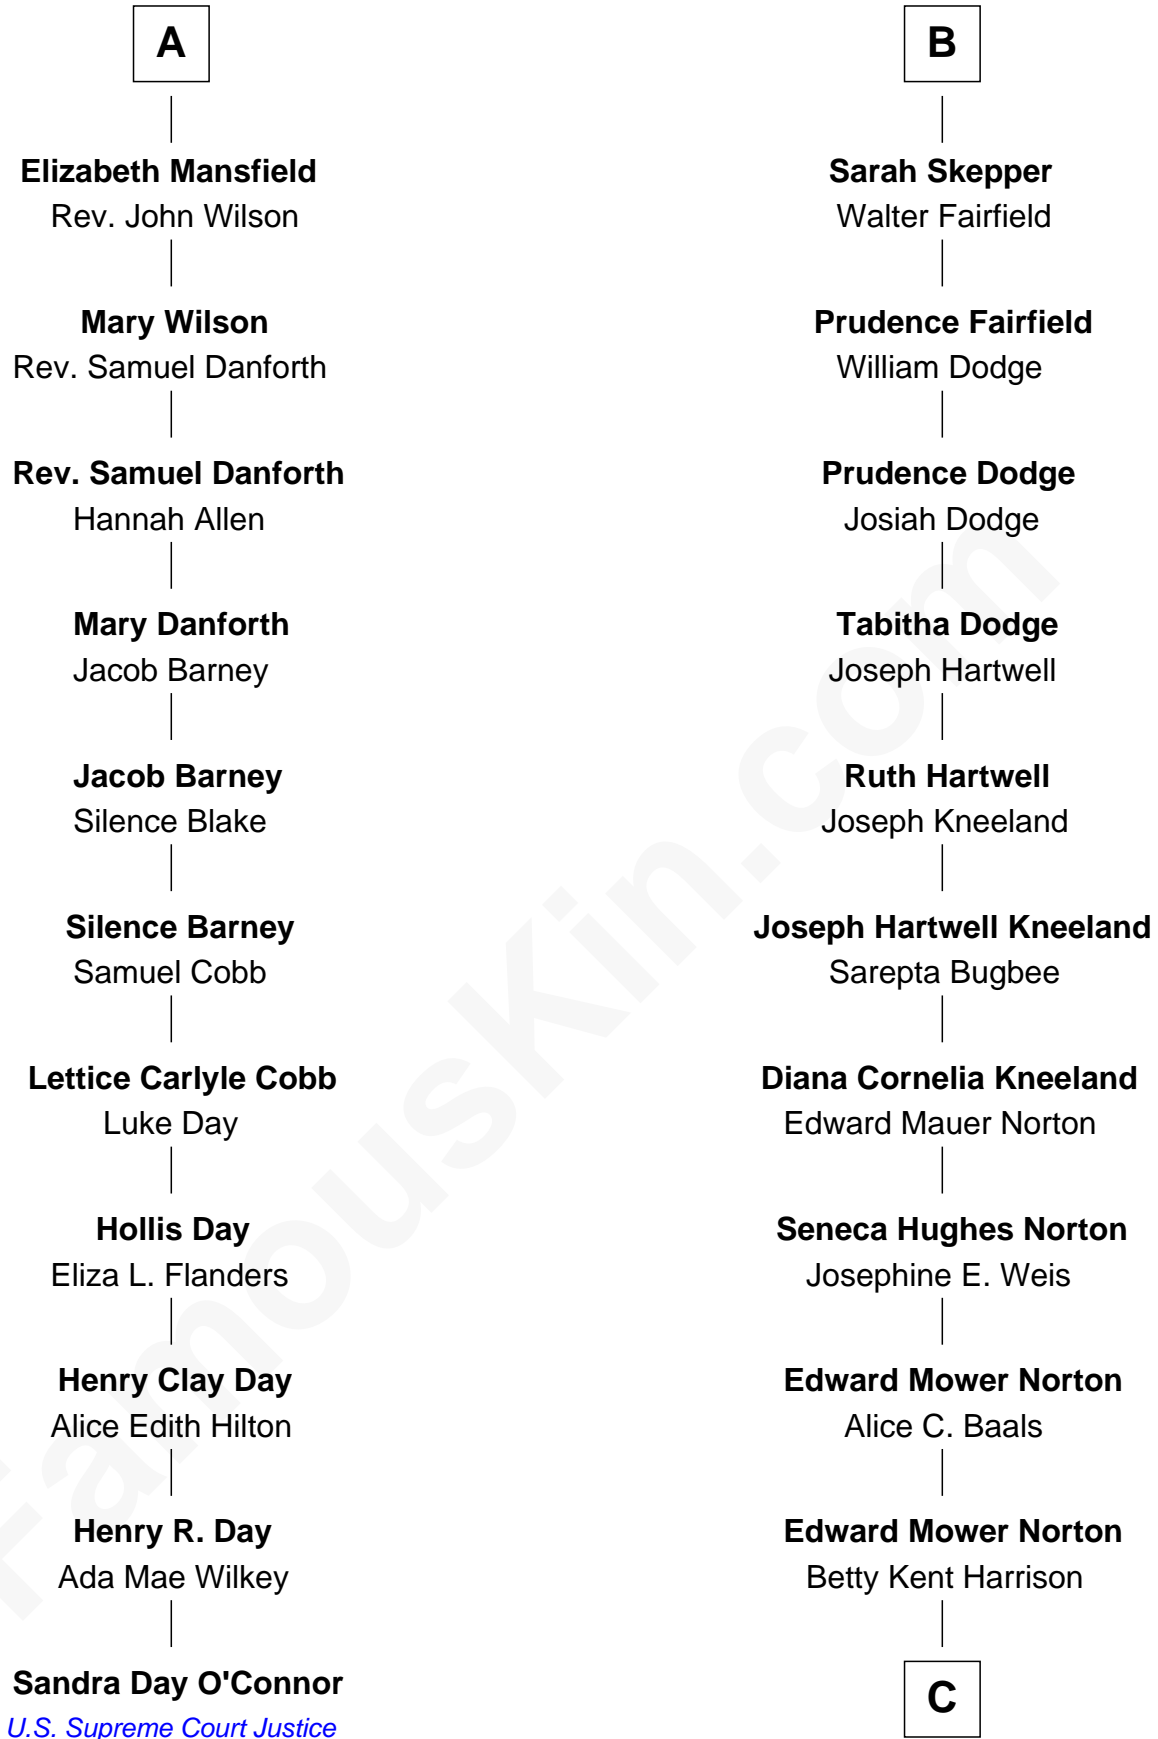 A
Elizabeth Mansfield
Rev. John Wilson
Mary Wilson
Rev. Samuel Danforth
Rev. Samuel Danforth
Hannah Allen
Mary Danforth
Jacob Barney
Jacob Barney
Silence Blake
Silence Barney
Samuel Cobb
Lettice Carlyle Cobb
Luke Day
Hollis Day
Eliza L. Flanders
Henry Clay Day
Alice Edith Hilton
Henry R. Day
Ada Mae Wilkey
Sandra Day O'Connor
U.S. Supreme Court Justice
B
Sarah Skepper
Walter Fairfield
Prudence Fairfield
William Dodge
Prudence Dodge
Josiah Dodge
Tabitha Dodge
Joseph Hartwell
Ruth Hartwell
Joseph Kneeland
Joseph Hartwell Kneeland
Sarepta Bugbee
Diana Cornelia Kneeland
Edward Mauer Norton
Seneca Hughes Norton
Josephine E. Weis
Edward Mower Norton
Alice C. Baals
Edward Mower Norton
Betty Kent Harrison
C
FamousKin.com